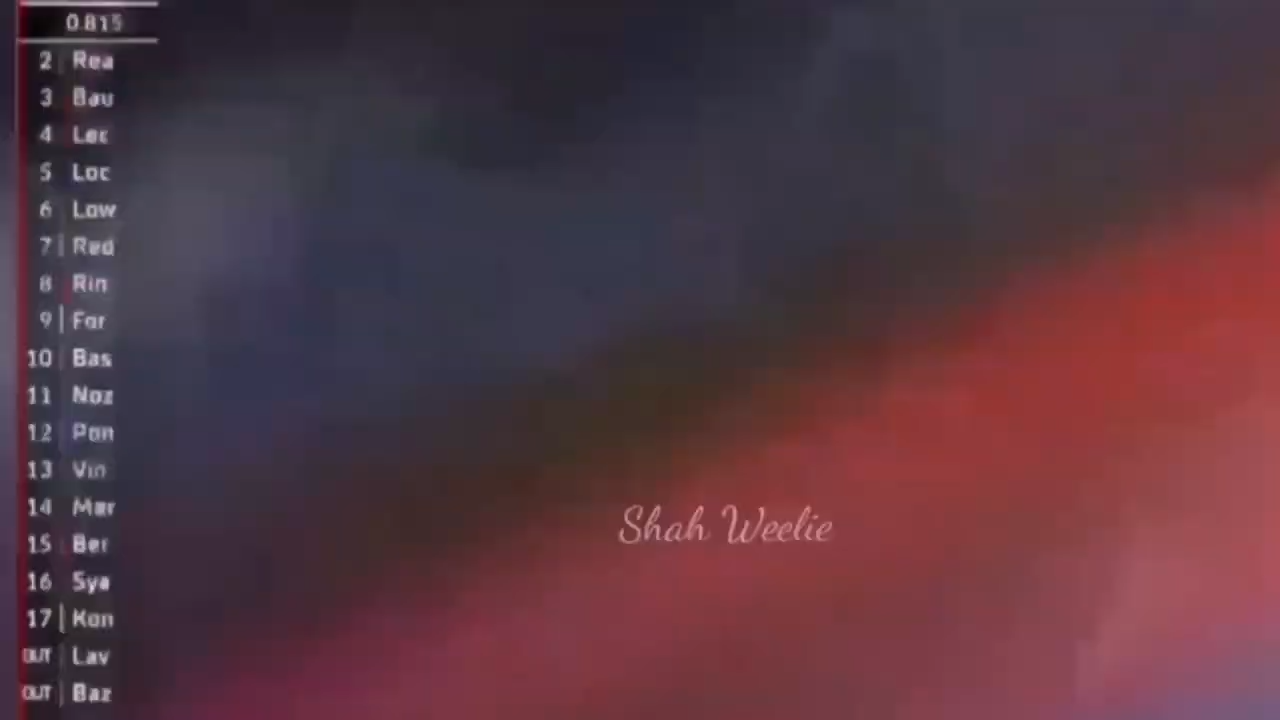 0.815
2 Rea
3 Bau
4 Lec
5 Loc
6 Low
7 Red
8 Rin
9 Far
10 Bas
11 Noz
12 Pon
13 Vin
14 Mar
15 Ber
16 Sya
17 Kon
OUT Lav
OUT Baz
Shah Weelie